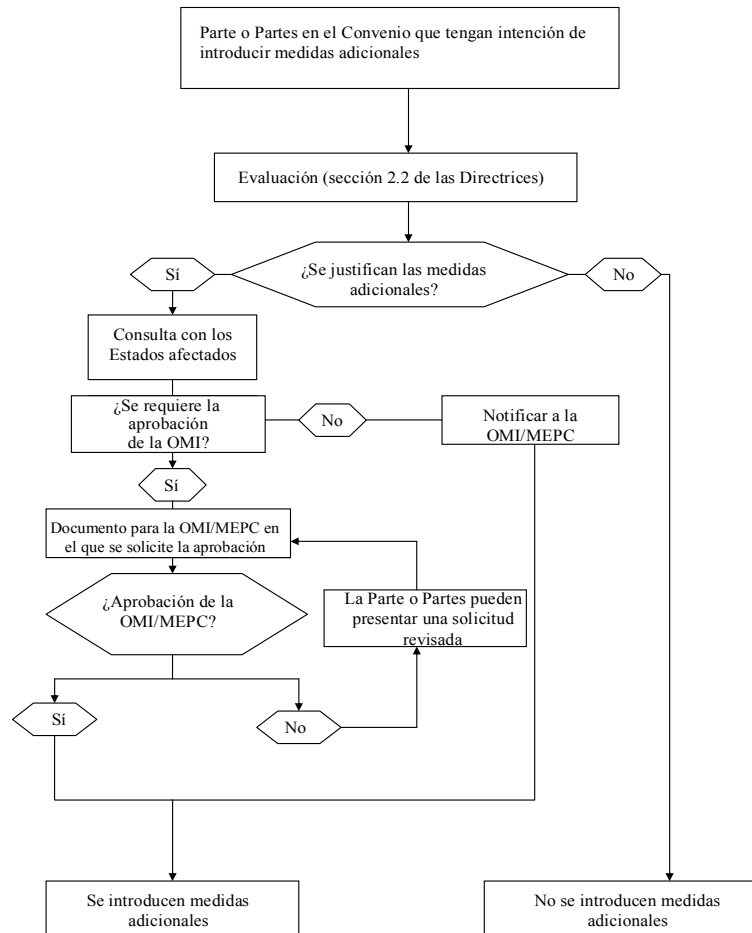 Parte o Partes en el Convenio que tengan intención de
introducir medidas adicionales
Evaluación (sección 2.2 de las Directrices)
¿Se justifican las medidas
adicionales?
Sí
No
Consulta con los
Estados afectados
¿Se requiere la
aprobación
de la OMI?
No
Notificar a la
OMI/MEPC
Sí
Documento para la OMI/MEPC en
el que se solicite la aprobación
¿Aprobación de la
OMI/MEPC?
La Parte o Partes pueden
presentar una solicitud
revisada
Sí
No
Se introducen medidas
adicionales
No se introducen medidas
adicionales